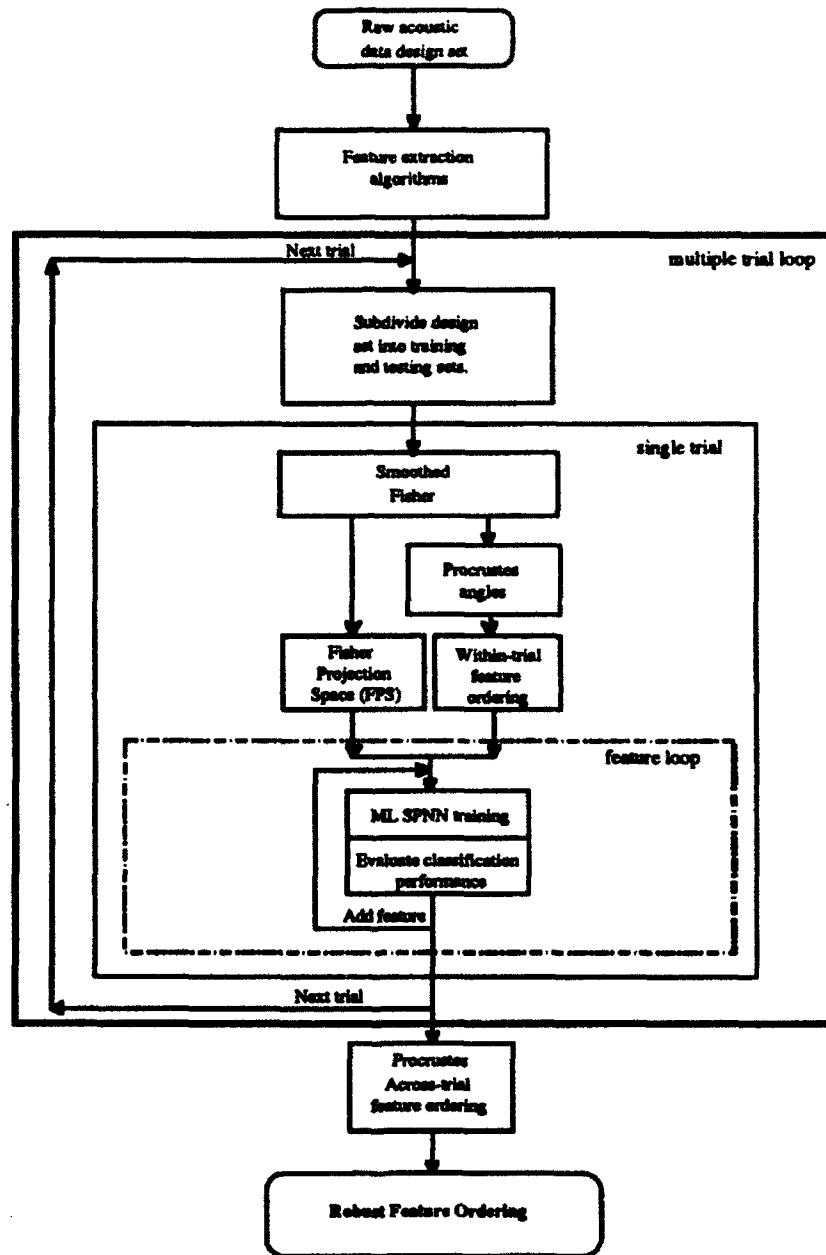 Raw acoustic
data design set
Feature extraction
algorithms
Next trial
multiple trial loop
Subdivide design
set into training
and testing sets.
single trial
Smoothed
Fisher
Procrustes
angles
Fisher
Projection
Space (FPS)
Within-trial
feature
ordering
feature loop
ML SPNN training
Evaluate classification
performance
Add feature
Next trial
Procrustes
Across-trial
feature ordering
Robust Feature Ordering